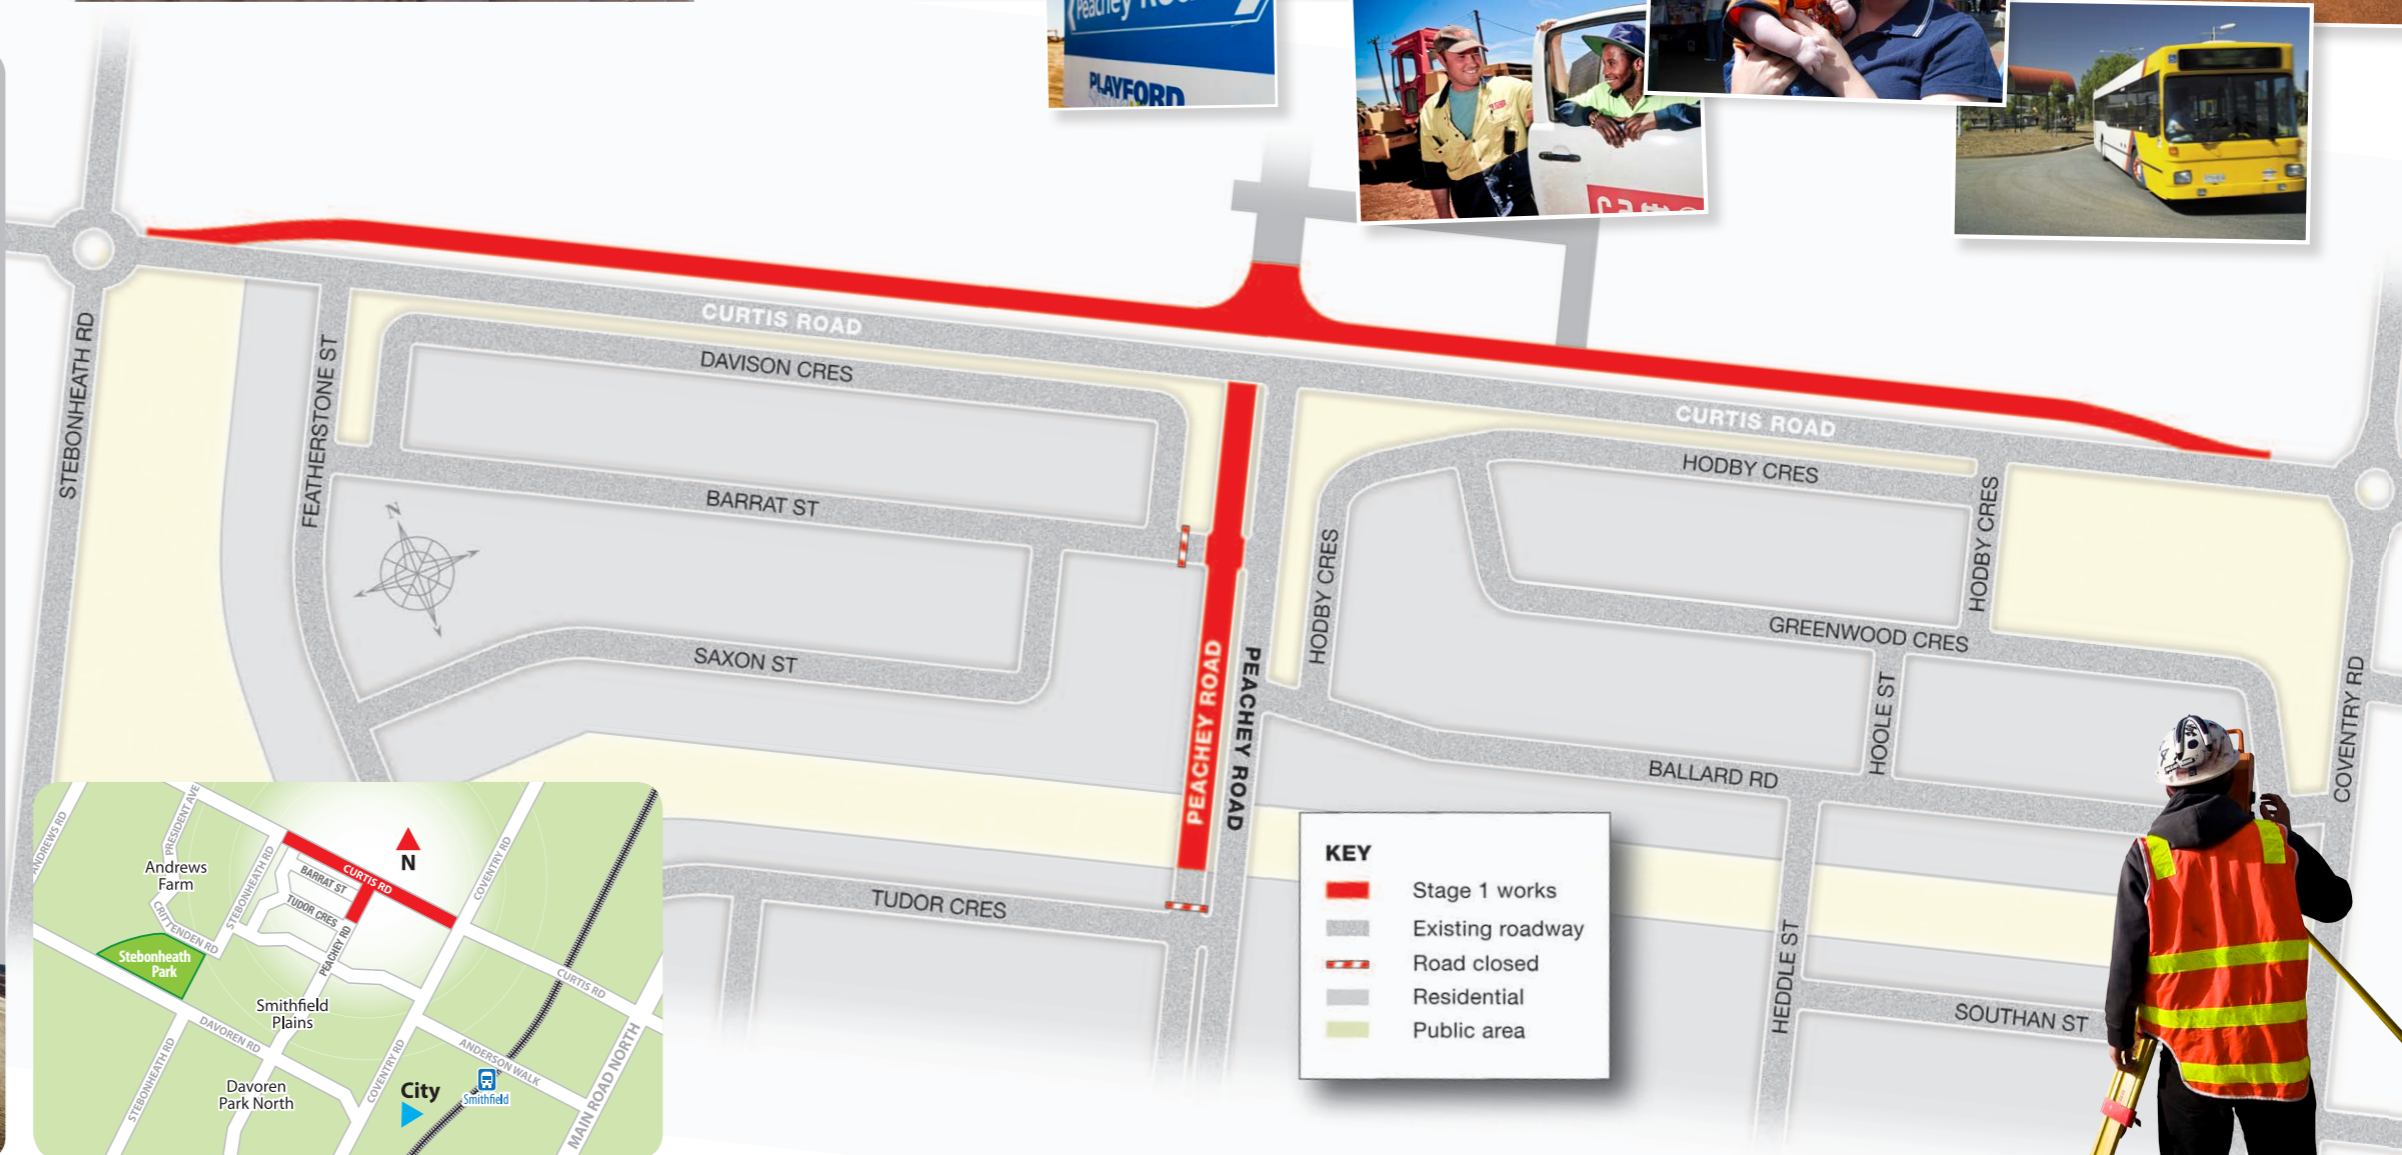 Peachey
PLAYFORD
STEBONHEATH RD
FEATHERSTONE ST
CURTIS ROAD
DAVISON CRES
BARRAT ST
N
SAXON ST
TUDOR CRES
PEACHEY ROAD
PEACHEY ROAD
CURTIS ROAD
HODBY CRES
HODBY CRES
HODBY CRES
GREENWOOD CRES
HOOLE ST
BALLARD RD
COVENTRY RD
HEDDLE ST
SOUTHAN ST
KEY
Stage 1 works
Existing roadway
Road closed
Residential
Public area
ANDREWS RD
PRESIDENT AVE
Andrews
Farm
STEBONHEATH RD
BARRAT ST
CURTIS RD
TUDOR CRES
N
COVENTRY RD
CRITTENDEN RD
PEACHEY RD
Stebonheath
Park
Smithfield
Plains
CURTIS RD
DAVOREN RD
STEBONHEATH RD
COVENTRY RD
ANDERSON WALK
Davoren
Park North
City
Smithfield
MAIN ROAD NORTH